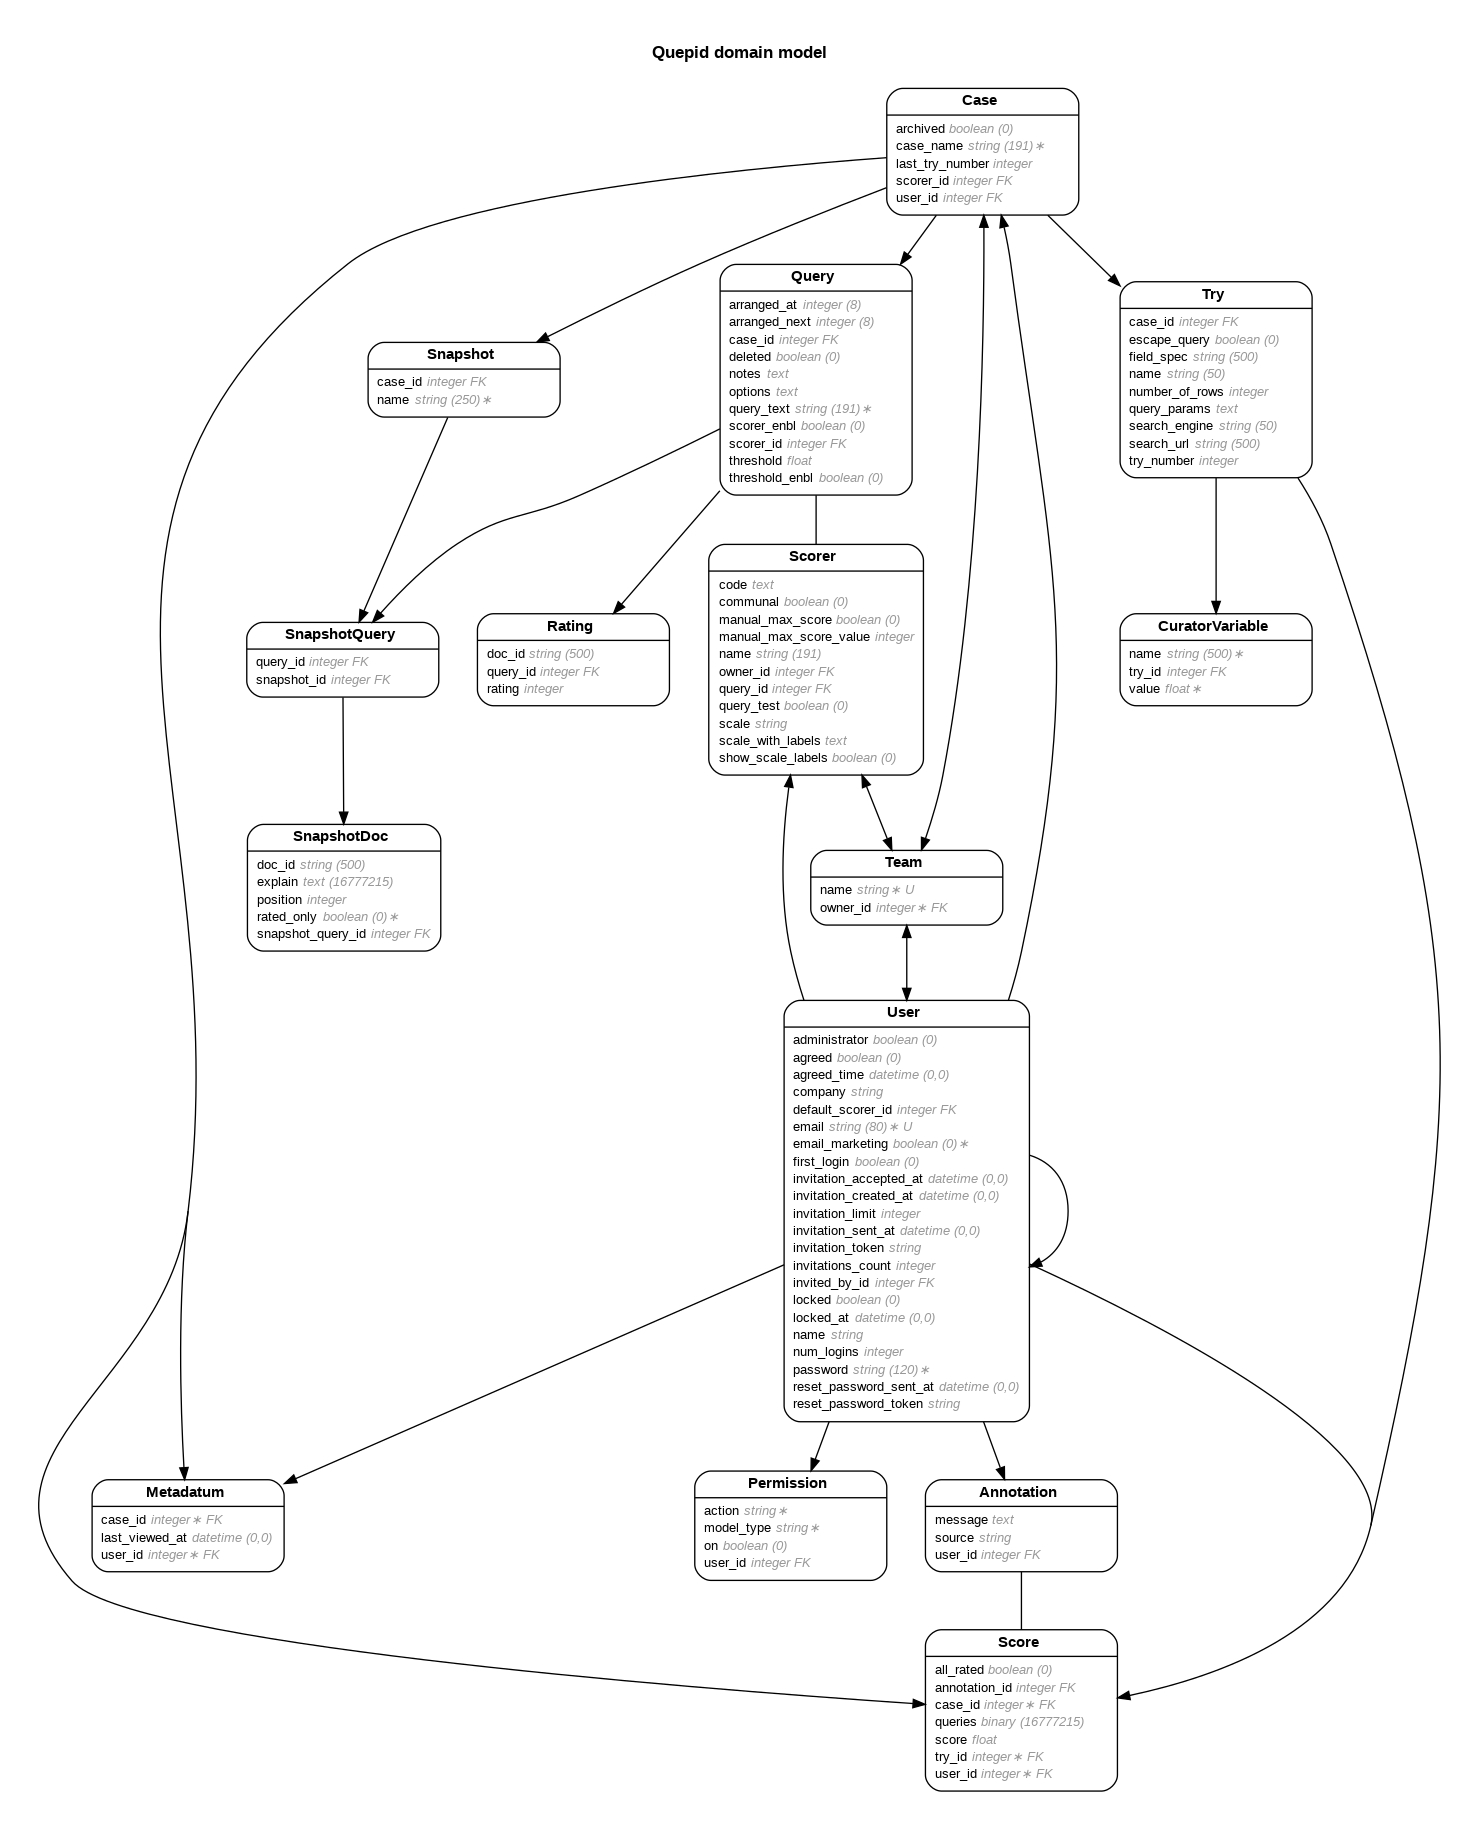 Quepid domain model
Case
archived boolean (0)
case_name string (191)∗
last_try_number integer
scorer_id integer FK
user_id integer FK
Query
arranged_at integer (8)
arranged_next integer (8)
case_id integer FK
deleted boolean (0)
notes text
options text
query_text string (191)∗
scorer_enbl boolean (0)
scorer_id integer FK
threshold float
threshold_enbl boolean (0)
Try
case_id integer FK
escape_query boolean (0)
field_spec string (500)
name string (50)
number_of_rows integer
query_params text
search_engine string (50)
search_url string (500)
try_number integer
Snapshot
case_id integer FK
name string (250)∗
Scorer
code text
communal boolean (0)
manual_max_score boolean (0)
manual_max_score_value integer
name string (191)
owner_id integer FK
query_id integer FK
query_test boolean (0)
scale string
scale_with_labels text
show_scale_labels boolean (0)
SnapshotQuery
query_id integer FK
snapshot_id integer FK
Rating
doc_id string (500)
query_id integer FK
rating integer
CuratorVariable
name string (500)∗
try_id integer FK
value float∗
SnapshotDoc
doc_id string (500)
explain text (16777215)
position integer
rated_only boolean (0)∗
snapshot_query_id integer FK
Team
name string∗ U
owner_id integer∗ FK
User
administrator boolean (0)
agreed boolean (0)
agreed_time datetime (0,0)
company string
default_scorer_id integer FK
email string (80)∗ U
email_marketing boolean (0)∗
first_login boolean (0)
invitation_accepted_at datetime (0,0)
invitation_created_at datetime (0,0)
invitation_limit integer
invitation_sent_at datetime (0,0)
invitation_token string
invitations_count integer
invited_by_id integer FK
locked boolean (0)
locked_at datetime (0,0)
name string
num_logins integer
password string (120)∗
reset_password_sent_at datetime (0,0)
reset_password_token string
Metadatum
case_id integer∗ FK
last_viewed_at datetime (0,0)
user_id integer∗ FK
Permission
action string∗
model_type string∗
on boolean (0)
user_id integer FK
Annotation
message text
source string
user_id integer FK
Score
all_rated boolean (0)
annotation_id integer FK
case_id integer∗ FK
queries binary (16777215)
score float
try_id integer∗ FK
user_id integer∗ FK